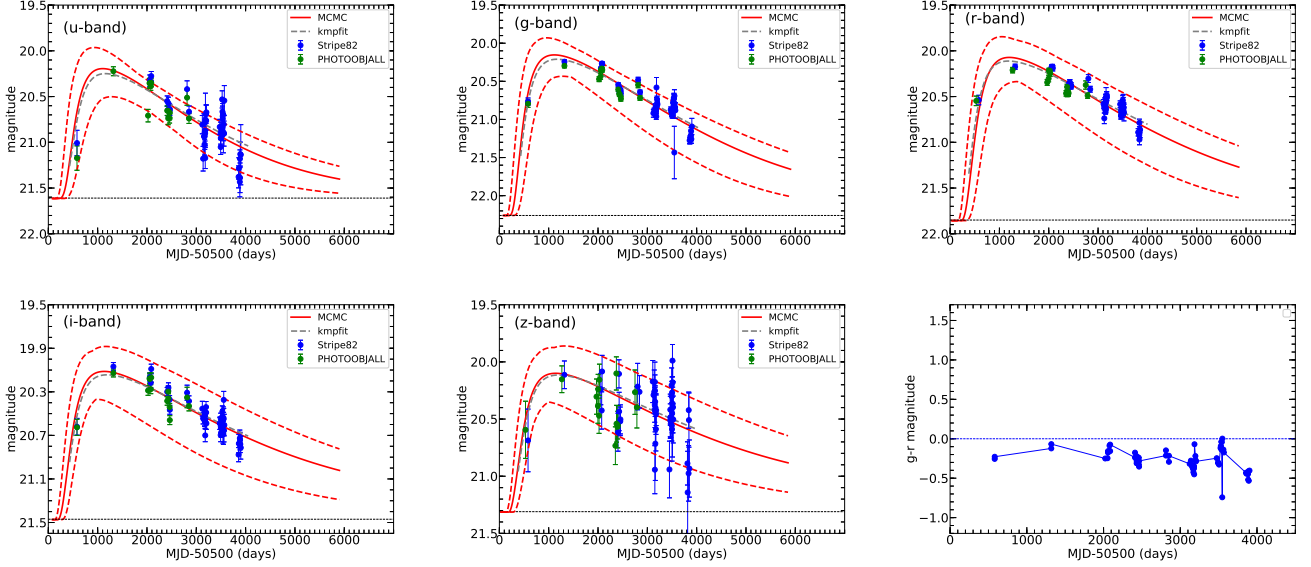 (u-band)
MCMC
kmpfit
Stripe82
PHOTOOBJALL
19.5
20.0
20.5
21.0
21.5
22.0
magnitude
0 1000 2000 3000 4000 5000 6000
MJD-50500 (days)
(g-band)
MCMC
kmpfit
Stripe82
PHOTOOBJALL
19.5
20.0
20.5
21.0
21.5
22.0
magnitude
0 1000 2000 3000 4000 5000 6000
MJD-50500 (days)
(r-band)
MCMC
kmpfit
Stripe82
PHOTOOBJALL
19.5
20.0
20.5
21.0
21.5
22.0
magnitude
0 1000 2000 3000 4000 5000 6000
MJD-50500 (days)
(i-band)
MCMC
kmpfit
Stripe82
PHOTOOBJALL
19.5
19.9
20.3
20.7
21.1
21.5
magnitude
0 1000 2000 3000 4000 5000 6000
MJD-50500 (days)
(z-band)
MCMC
kmpfit
Stripe82
PHOTOOBJALL
19.5
20.0
20.5
21.0
21.5
magnitude
0 1000 2000 3000 4000 5000 6000
MJD-50500 (days)
1.5
1.0
0.5
0.0
−0.5
−1.0
g-r magnitude
0 1000 2000 3000 4000
MJD-50500 (days)